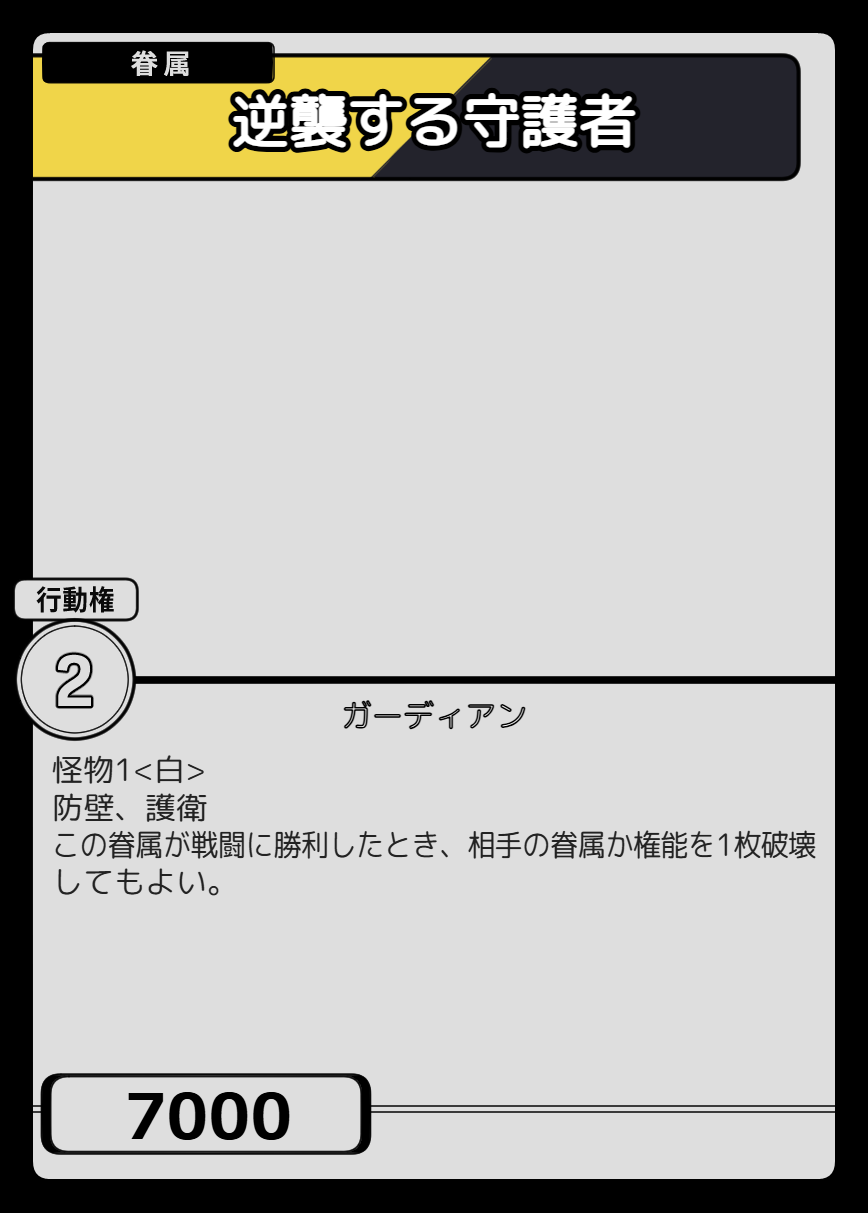 眷属
逆襲する守護者
行動権
2
ガーディアン
怪物1<白>
防壁、護衛
この眷属が戦闘に勝利したとき、相手の眷属か権能を1枚破壊
してもよい。
7000